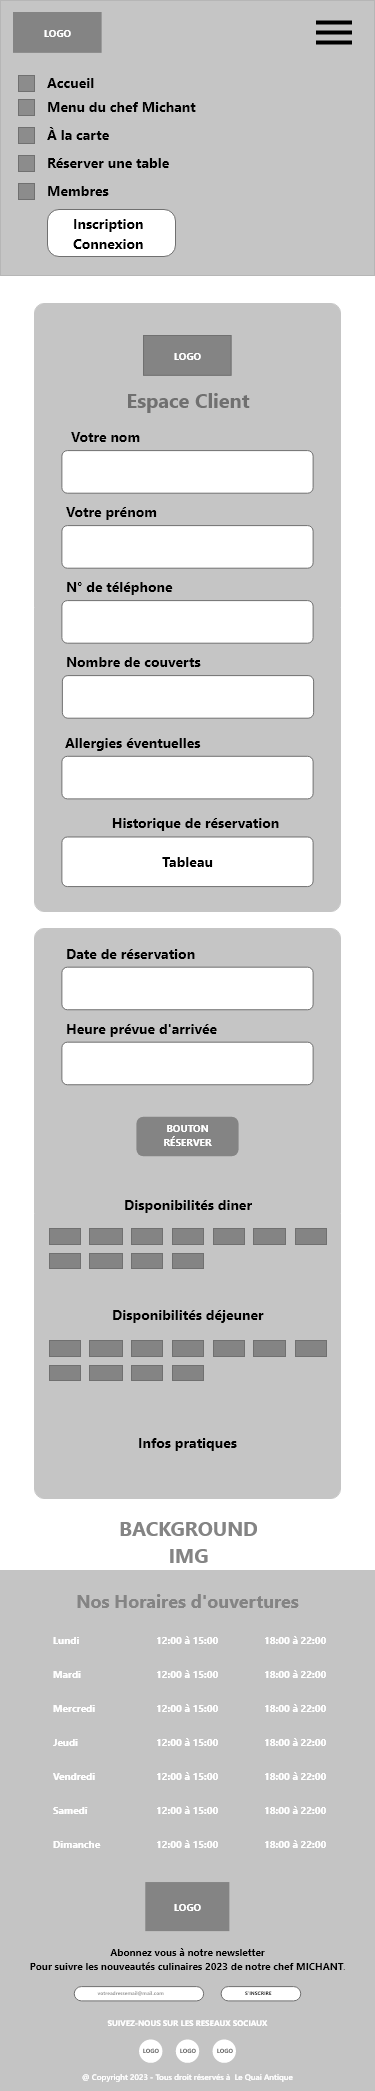 LOGO
Accueil
Menu du chef Michant
À la carte
Réserver une table
Membres
Inscription
Connexion
LOGO
Espace Client
Votre nom
Votre prénom
N° de téléphone
Nombre de couverts
Allergies éventuelles
Historique de réservation
Tableau
Date de réservation
Heure prévue d'arrivée
BOUTON
RÉSERVER
Disponibilités diner
Disponibilités déjeuner
Infos pratiques
BACKGROUND
IMG
Nos Horaires d'ouvertures
Lundi 12:00 à 15:00 18:00 à 22:00
Mardi 12:00 à 15:00 18:00 à 22:00
Mercredi 12:00 à 15:00 18:00 à 22:00
Jeudi 12:00 à 15:00 18:00 à 22:00
Vendredi 12:00 à 15:00 18:00 à 22:00
Samedi 12:00 à 15:00 18:00 à 22:00
Dimanche 12:00 à 15:00 18:00 à 22:00
LOGO
Abonnez vous à notre newsletter
Pour suivre les nouveautés culinaires 2023 de notre chef MICHANT.
votreadresseemail@mail.com S'INSCRIRE
SUIVEZ-NOUS SUR LES RESEAUX SOCIAUX
LOGO LOGO LOGO
@ Copyright 2023 - Tous droit réservés à Le Quai Antique